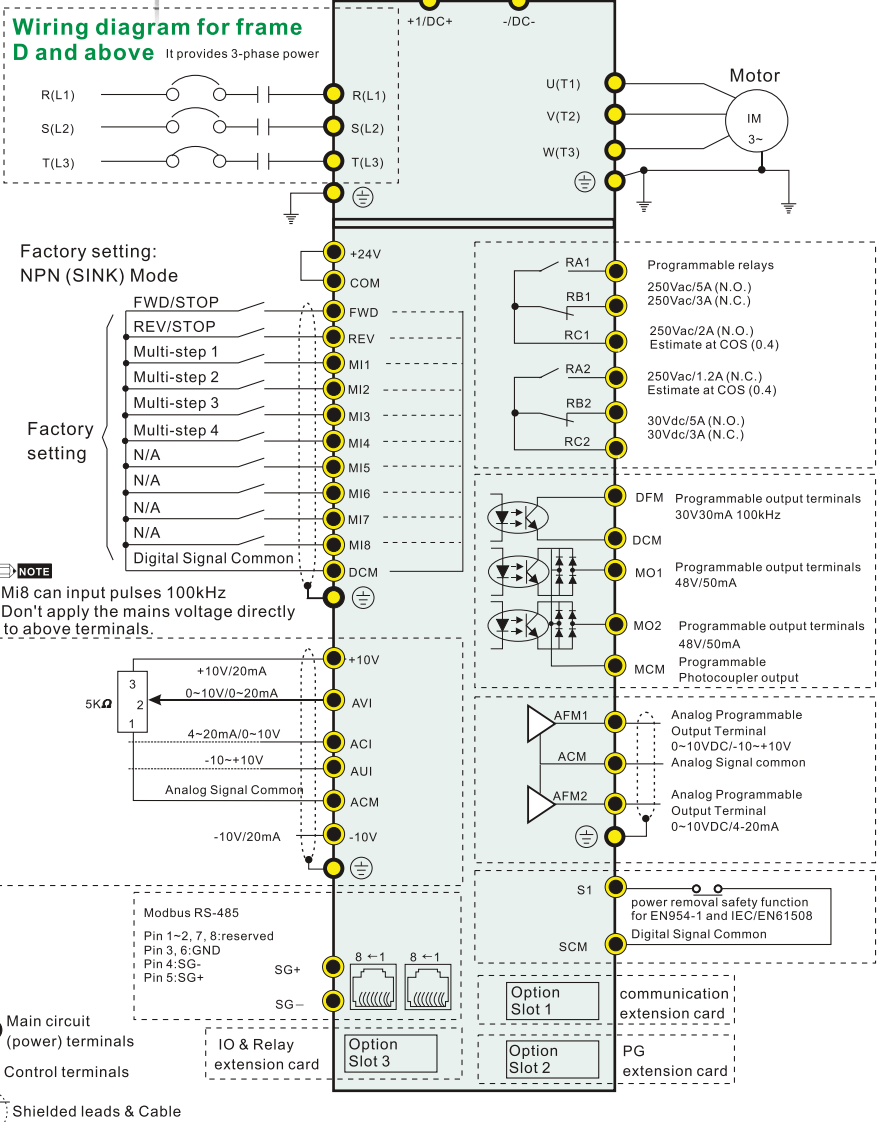 +1/DC+
-/DC-
Wiring diagram for frame
D and above It provides 3-phase power
R(L1)
R(L1)
S(L2)
S(L2)
T(L3)
T(L3)
U(T1)
V(T2)
W(T3)
Motor
IM
3~
Factory setting:
NPN (SINK) Mode
+24V
COM
FWD/STOP
FWD
REV/STOP
REV
Multi-step 1
MI1
Multi-step 2
MI2
Multi-step 3
MI3
Multi-step 4
MI4
N/A
MI5
N/A
MI6
N/A
MI7
N/A
MI8
Digital Signal Common
DCM
Factory
setting
NOTE
Mi8 can input pulses 100kHz
Don't apply the mains voltage directly
to above terminals.
RA1
RB1
RC1
RA2
RB2
RC2
Programmable relays
250Vac/5A (N.O.)
250Vac/3A (N.C.)
250Vac/2A (N.O.)
Estimate at COS (0.4)
250Vac/1.2A (N.C.)
Estimate at COS (0.4)
30Vdc/5A (N.O.)
30Vdc/3A (N.C.)
DFM
Programmable output terminals
30V30mA 100kHz
DCM
MO1
Programmable output terminals
48V/50mA
MO2
Programmable output terminals
48V/50mA
MCM
Programmable
Photocoupler output
+10V/20mA
+10V
5KΩ
3
2
1
0~10V/0~20mA
AVI
4~20mA/0~10V
ACI
-10~+10V
AUI
Analog Signal Common
ACM
-10V/20mA
-10V
AFM1
Analog Programmable
Output Terminal
0~10VDC/-10~+10V
ACM
Analog Signal common
AFM2
Analog Programmable
Output Terminal
0~10VDC/4-20mA
S1
power removal safety function
for EN954-1 and IEC/EN61508
Digital Signal Common
SCM
Modbus RS-485
Pin 1~2, 7, 8:reserved
Pin 3, 6:GND
Pin 4:SG-
Pin 5:SG+
SG+
SG–
8 ←1
8 ←1
Option
Slot 1
communication
extension card
IO & Relay
extension card
Option
Slot 3
Option
Slot 2
PG
extension card
Main circuit
(power) terminals
Control terminals
Shielded leads & Cable